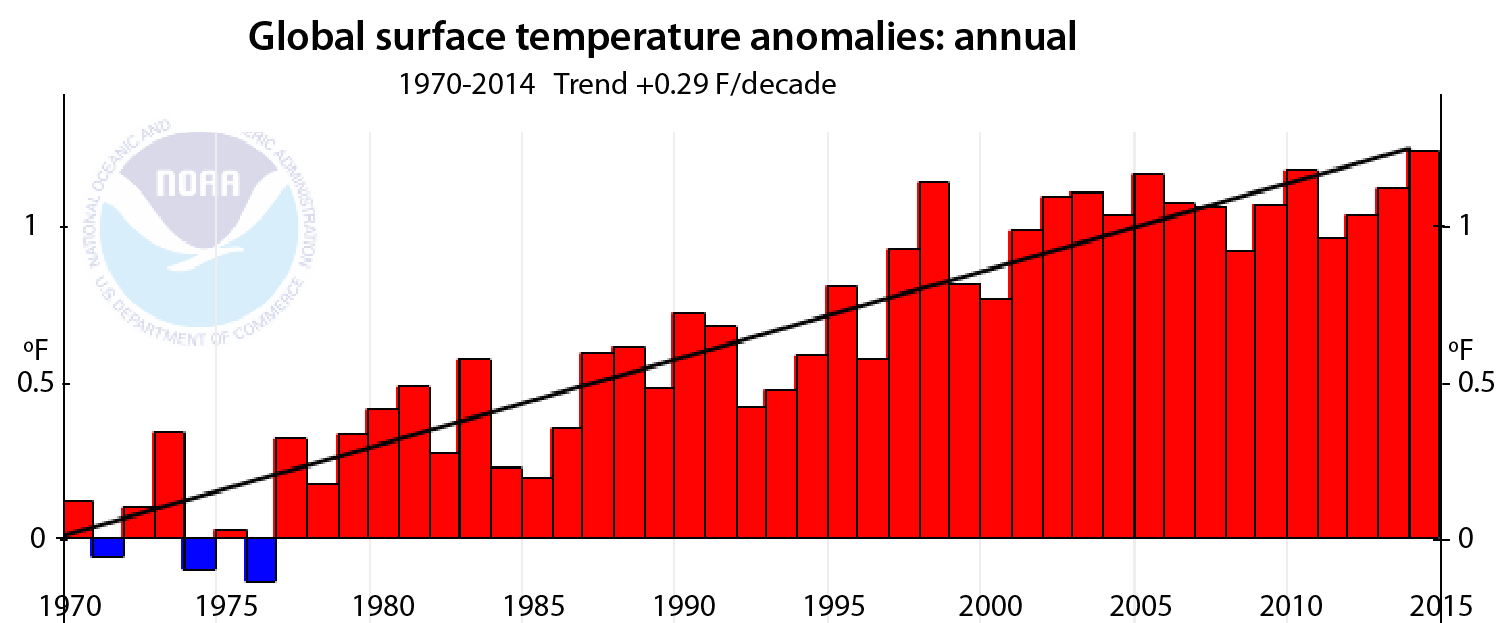 Global surface temperature anomalies: annual
1970-2014 Trend +0.29 F/decade
NATIONAL OCEANIC AND
ERIC ADMINISTRATION
NOAA
U.S. DEPARTMENT OF COMMERCE
1
1
ºF
ºF
0.5
0.5
0
0
1970 1975 1980 1985 1990 1995 2000 2005 2010 2015